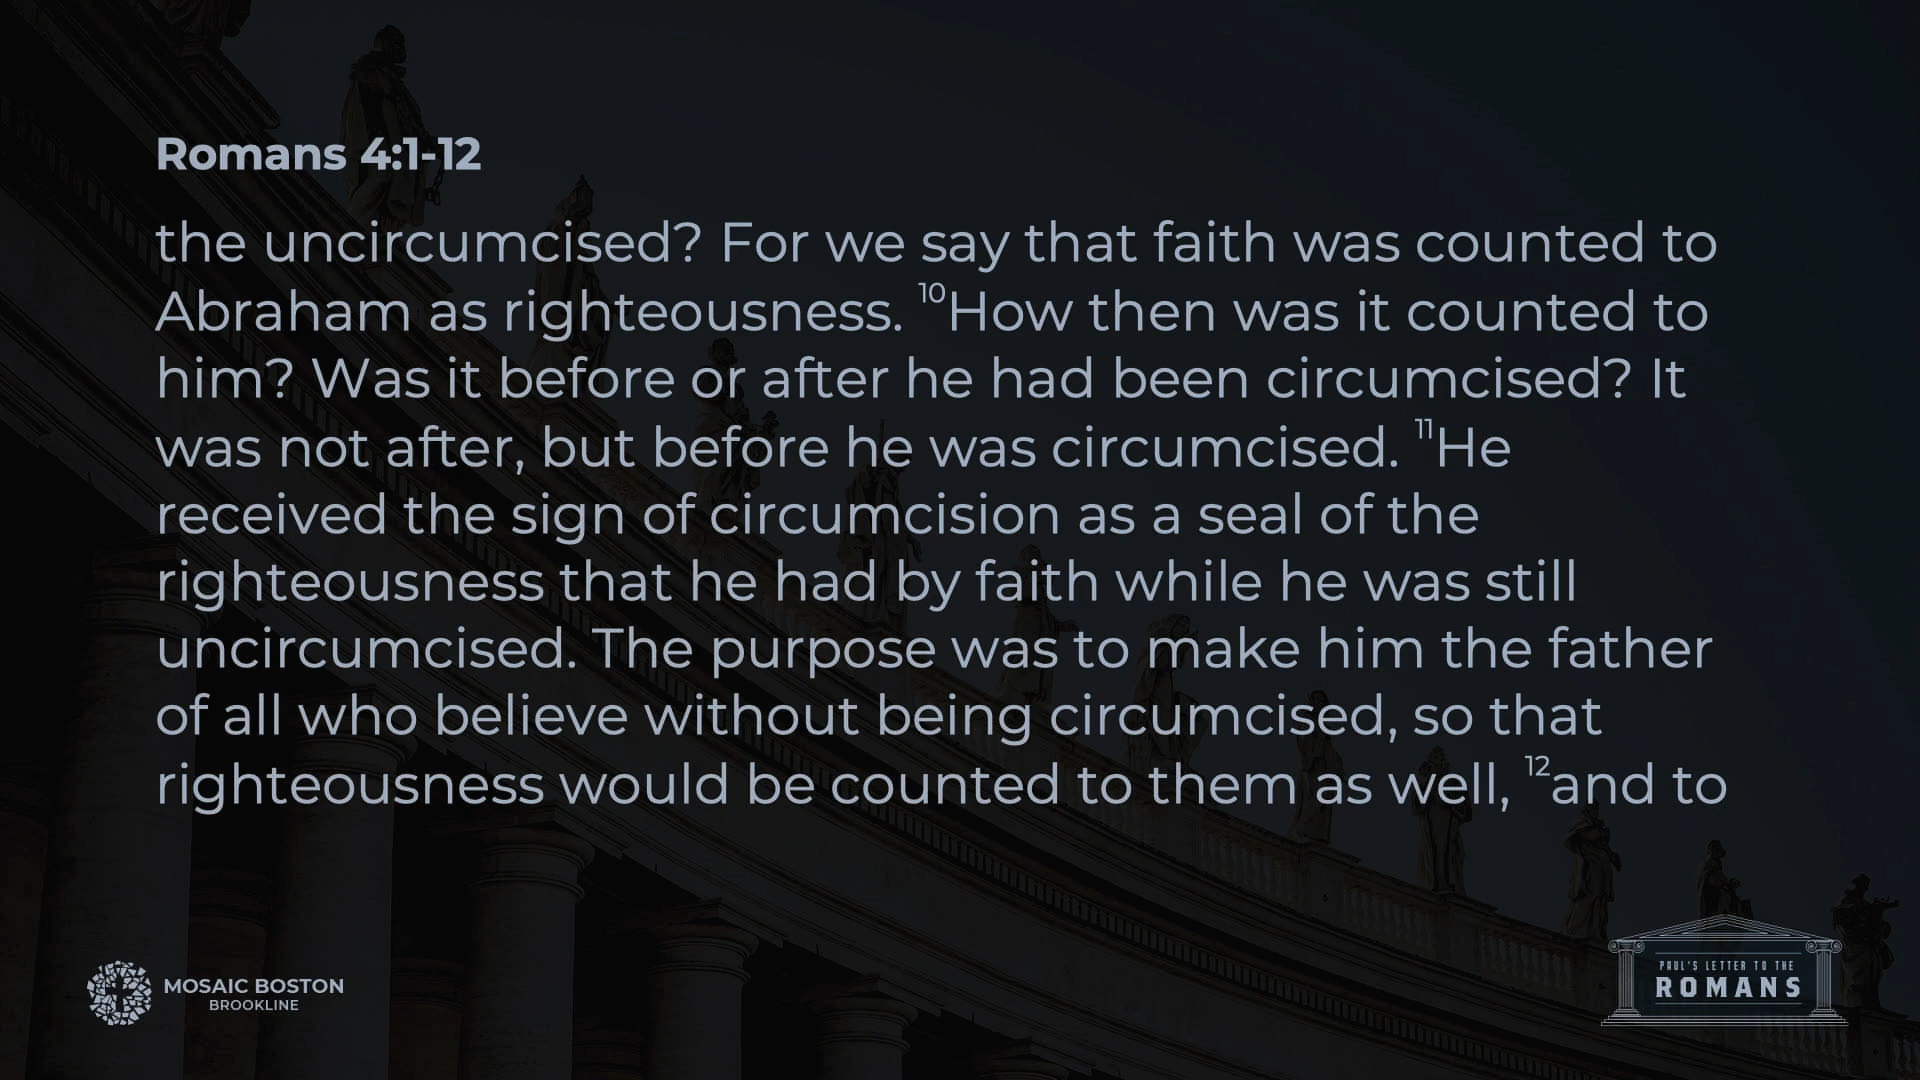 Romans 4:1-12
the uncircumcised? For we say that faith was counted to
Abraham as righteousness. 10How then was it counted to
him? Was it before or after he had been circumcised? It
was not after, but before he was circumcised. 11He
received the sign of circumcision as a seal of the
righteousness that he had by faith while he was still
uncircumcised. The purpose was to make him the father
of all who believe without being circumcised, so that
righteousness would be counted to them as well, 12and to
MOSAIC BOSTON
BROOKLINE
PAUL'S LETTER TO THE
ROMANS